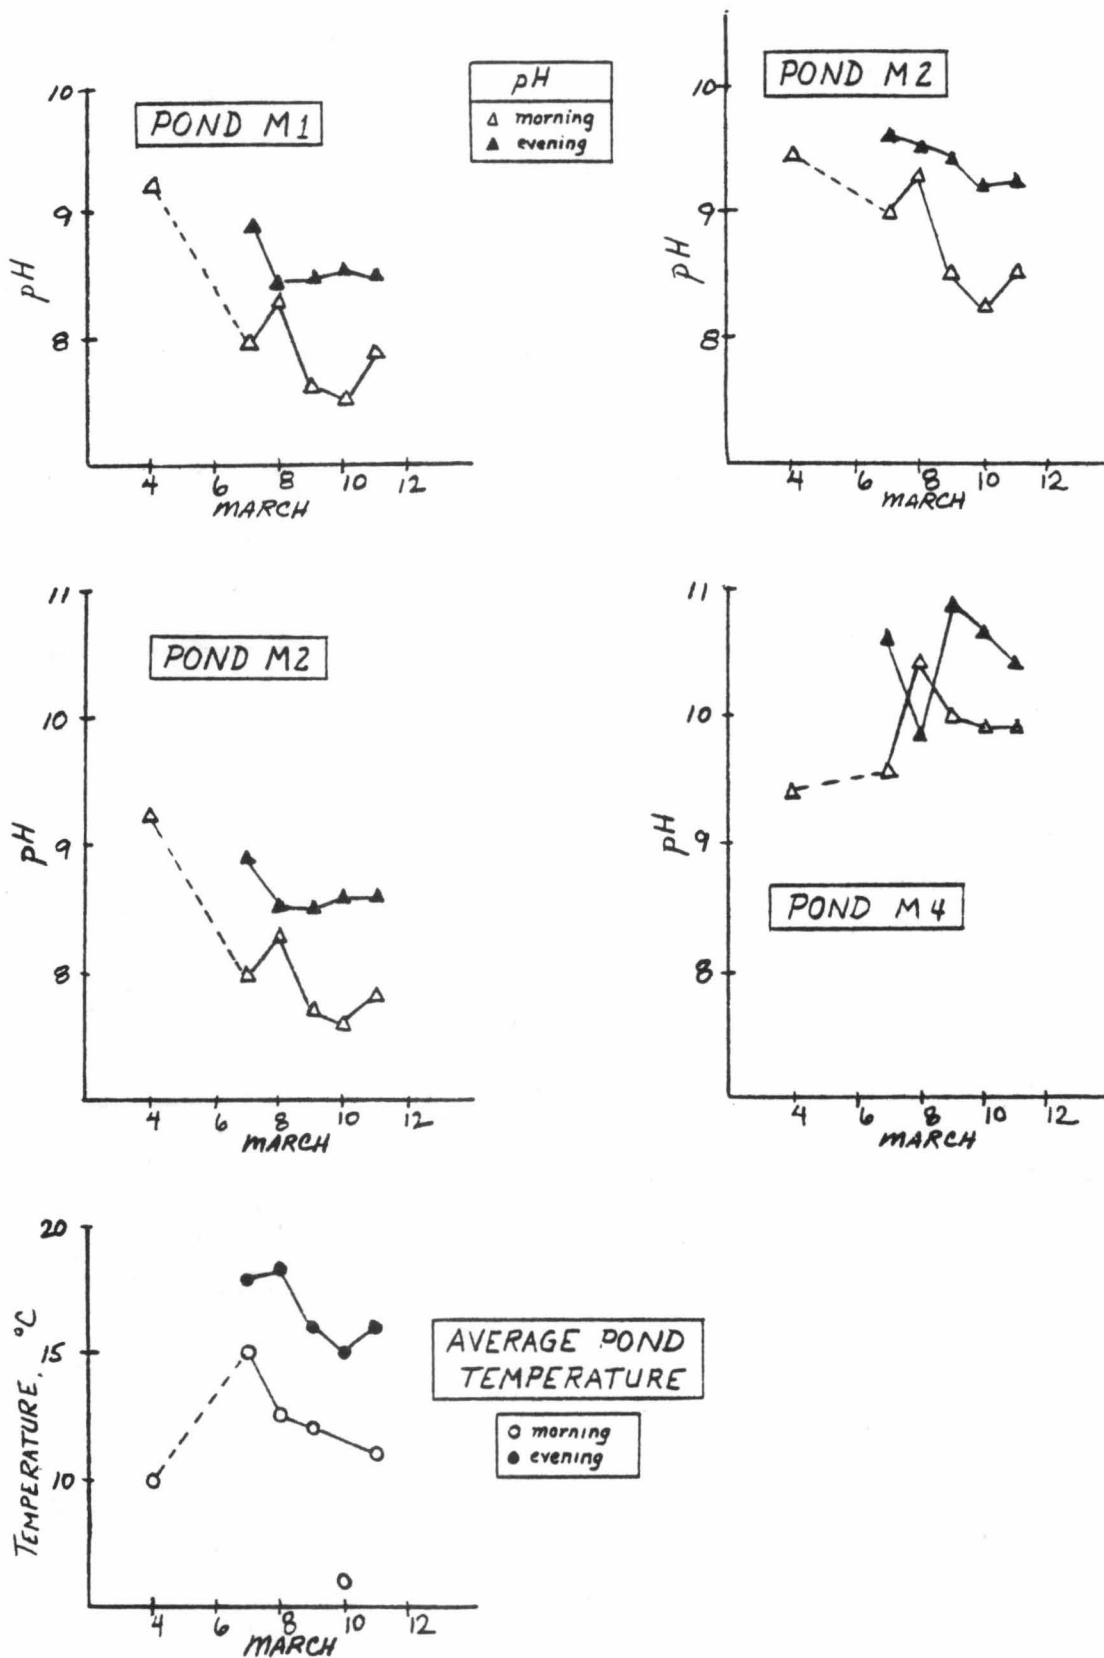 10
POND M1
pH
△ morning
▲ evening
9
8
pH
4 6 8 10 12
MARCH
POND M2
10
9
8
pH
4 6 8 10 12
MARCH
11
POND M2
10
9
8
pH
4 6 8 10 12
MARCH
11
10
9
8
pH
POND M4
4 6 8 10 12
MARCH
20
15
10
TEMPERATURE, °C
AVERAGE POND
TEMPERATURE
○ morning
● evening
4 6 8 10 12
MARCH